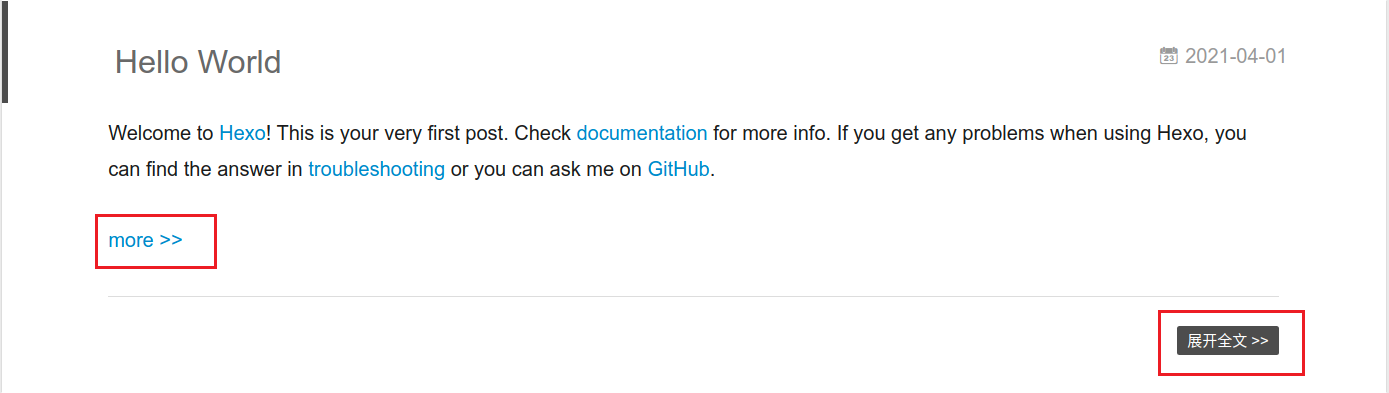 Hello World
23 2021-04-01
Welcome to Hexo! This is your very first post. Check documentation for more info. If you get any problems when using Hexo, you
can find the answer in troubleshooting or you can ask me on GitHub.
more >>
展开全文 >>